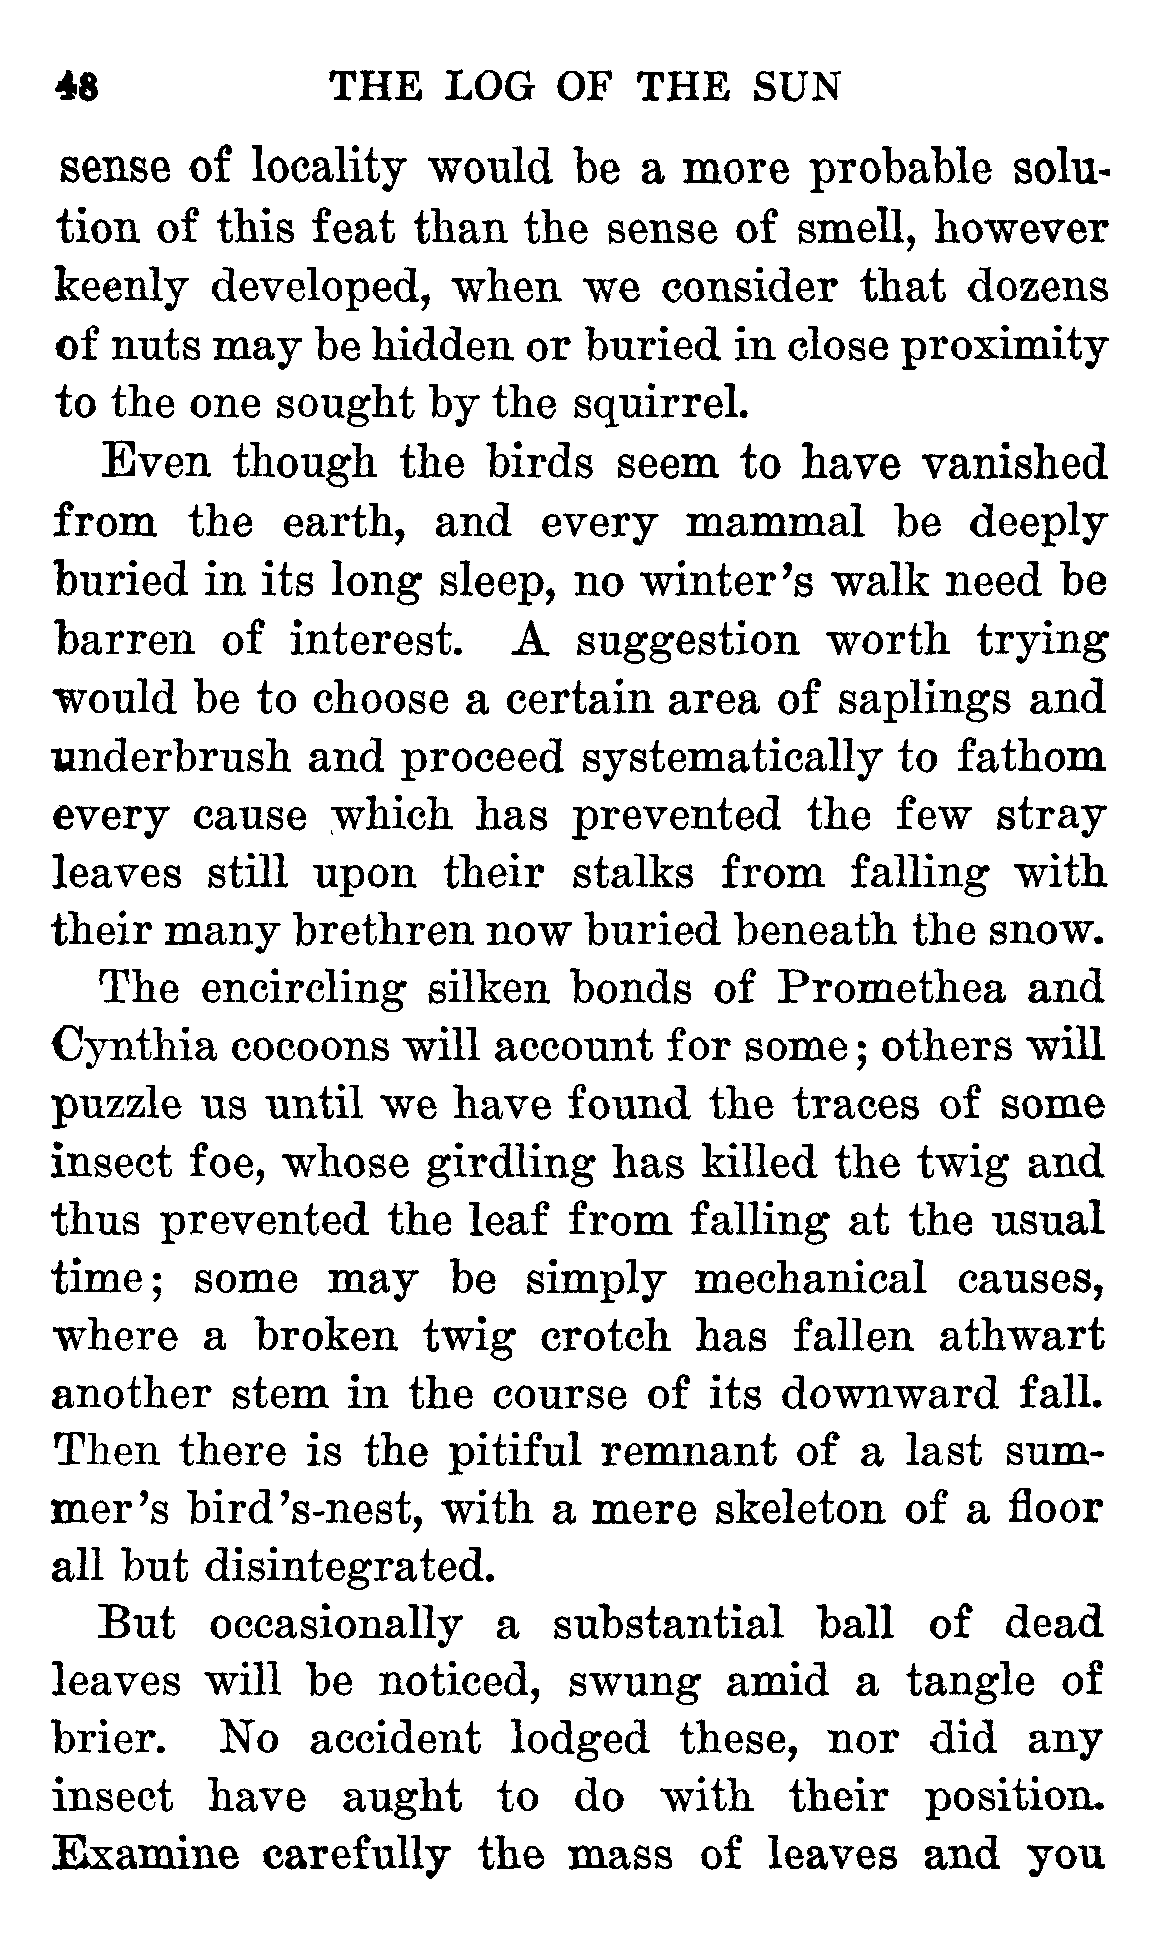 48 THE LOG OF THE SUN
sense of locality would be a more probable solu-
tion of this feat than the sense of smell, however
keenly developed, when we consider that dozens
of nuts may be hidden or buried in close proximity
to the one sought by the squirrel.
Even though the birds seem to have vanished
from the earth, and every mammal be deeply
buried in its long sleep, no winter's walk need be
barren of interest. A suggestion worth trying
would be to choose a certain area of saplings and
underbrush and proceed systematically to fathom
every cause which has prevented the few stray
leaves still upon their stalks from falling with
their many brethren now buried beneath the snow.
The encircling silken bonds of Promethea and
Cynthia cocoons will account for some; others will
puzzle us until we have found the traces of some
insect foe, whose girdling has killed the twig and
thus prevented the leaf from falling at the usual
time; some may be simply mechanical causes,
where a broken twig crotch has fallen athwart
another stem in the course of its downward fall.
Then there is the pitiful remnant of a last sum-
mer's bird's-nest, with a mere skeleton of a floor
all but disintegrated.
But occasionally a substantial ball of dead
leaves will be noticed, swung amid a tangle of
brier. No accident lodged these, nor did any
insect have aught to do with their position.
Examine carefully the mass of leaves and you